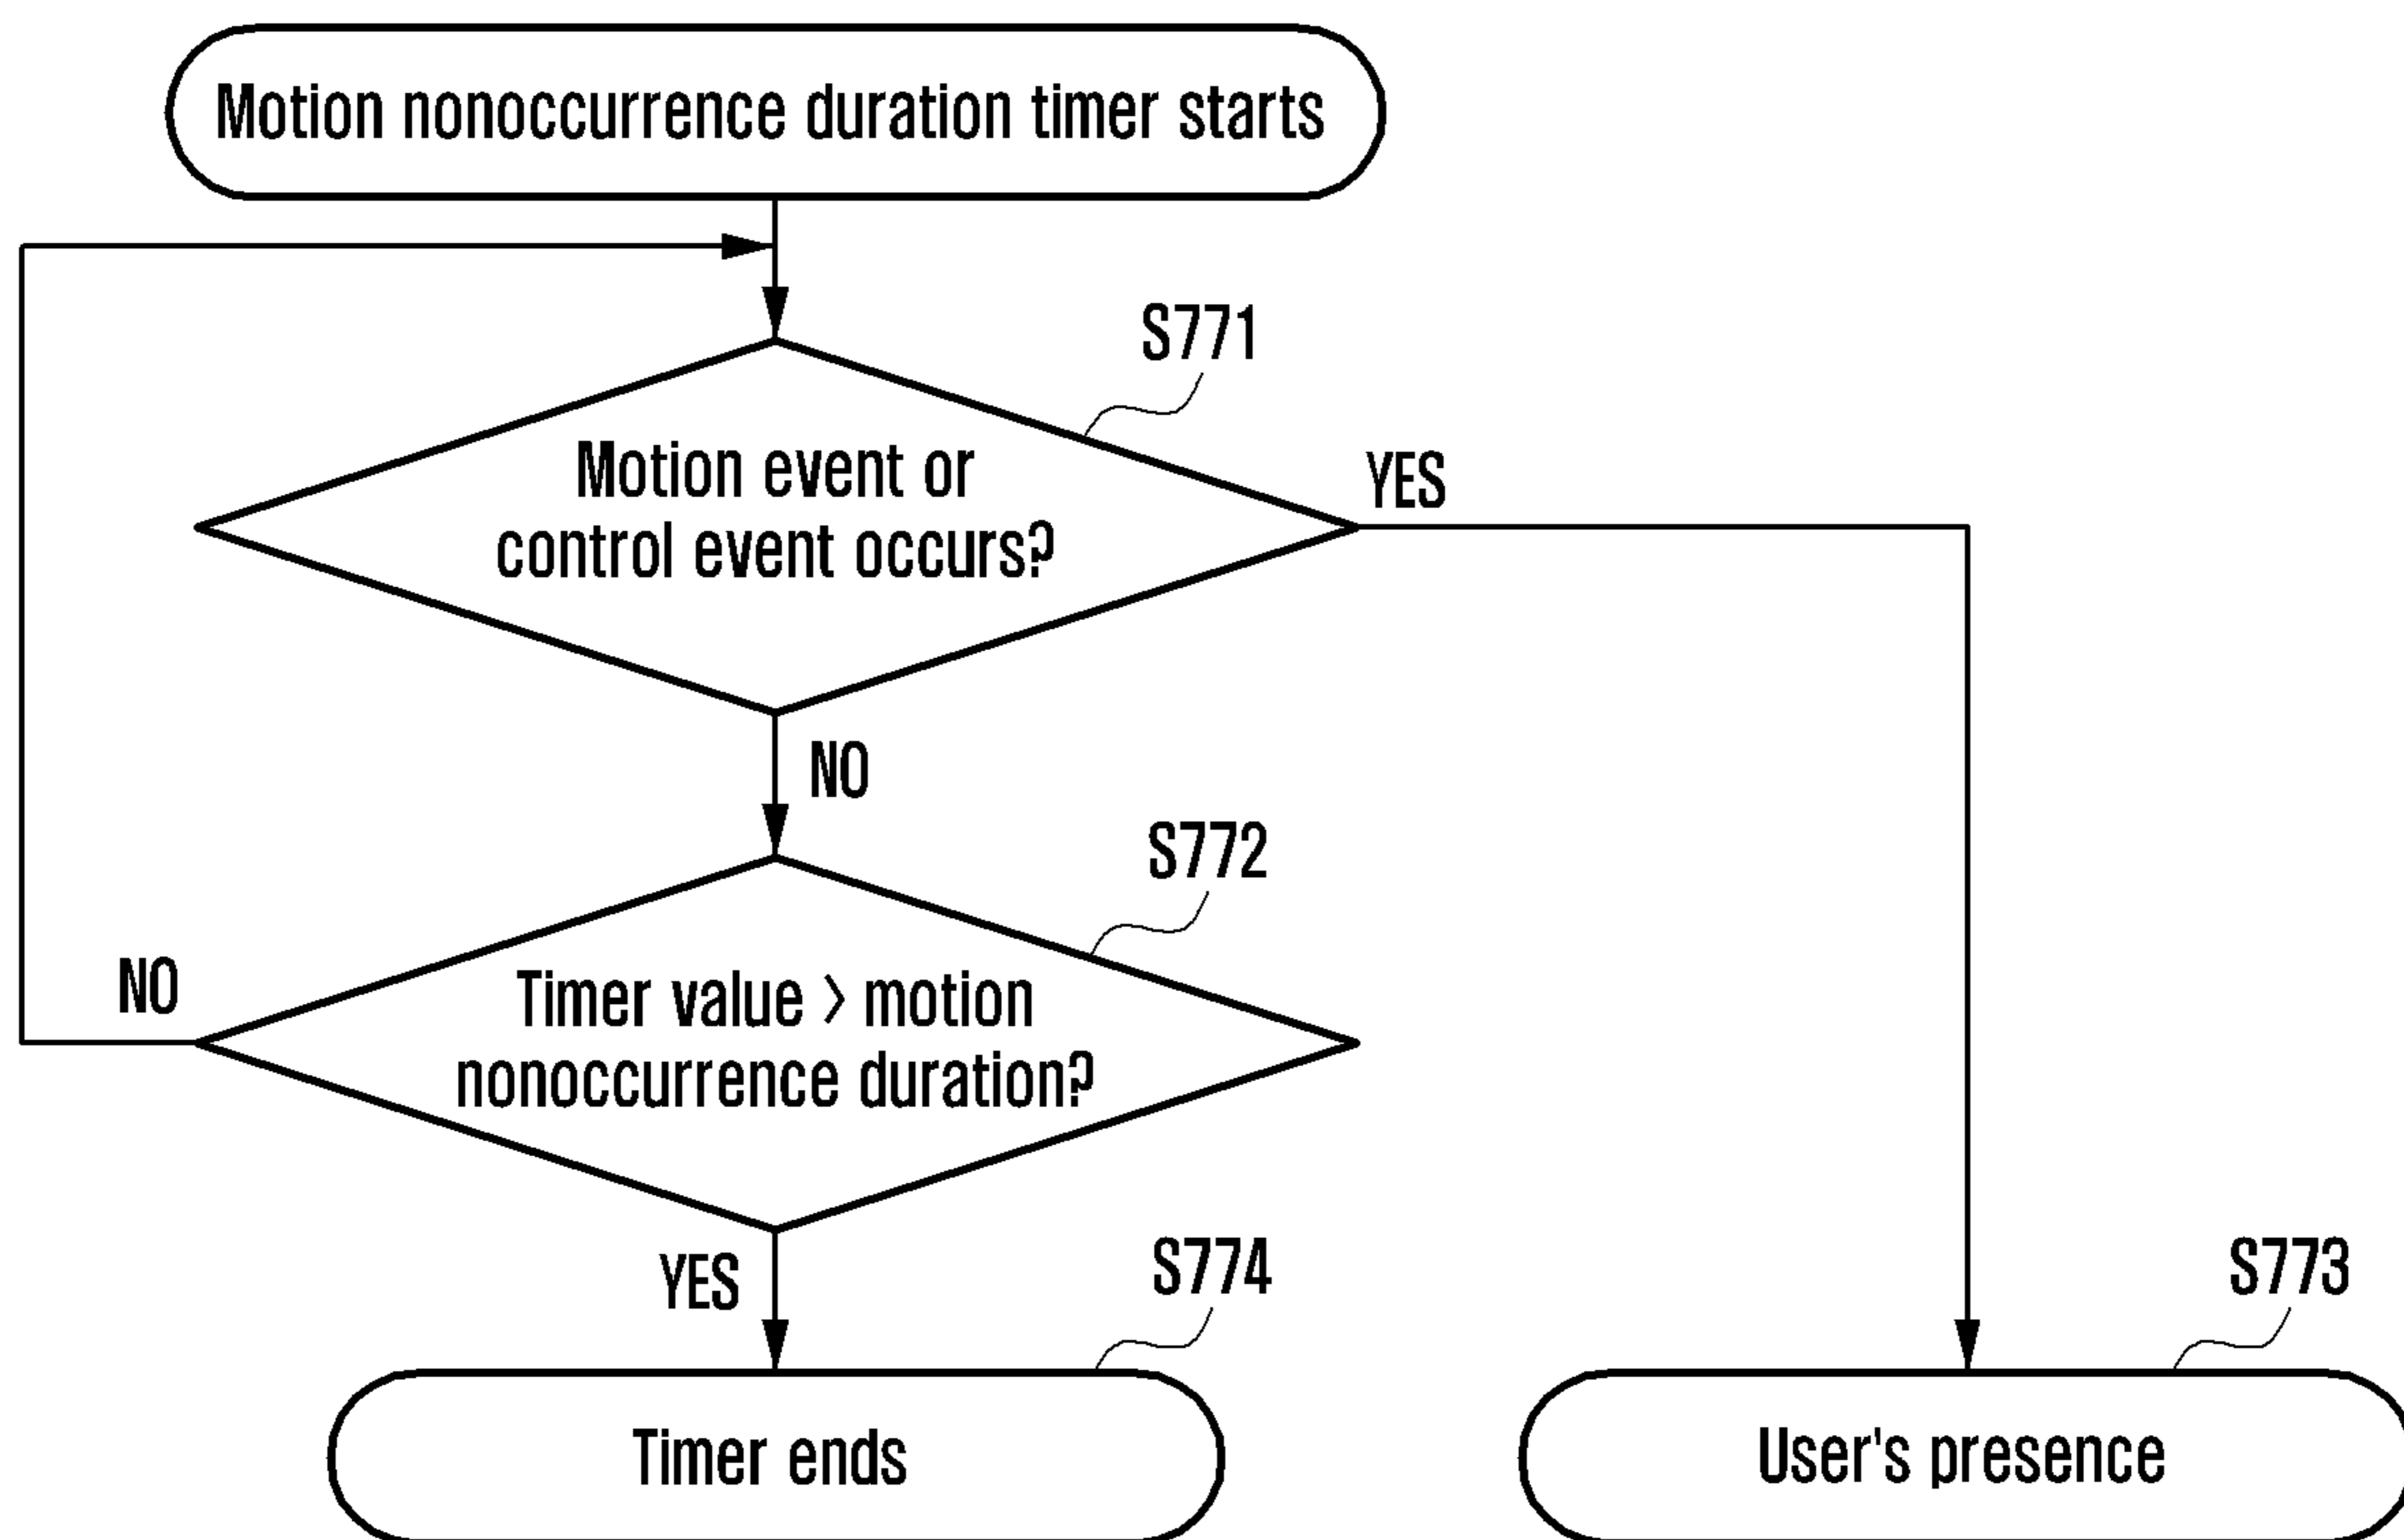 Motion nonoccurrence duration timer starts
S771
Motion event or
control event occurs?
YES
NO
S772
Timer value > motion
nonoccurrence duration?
NO
YES
S774
Timer ends
S773
User's presence